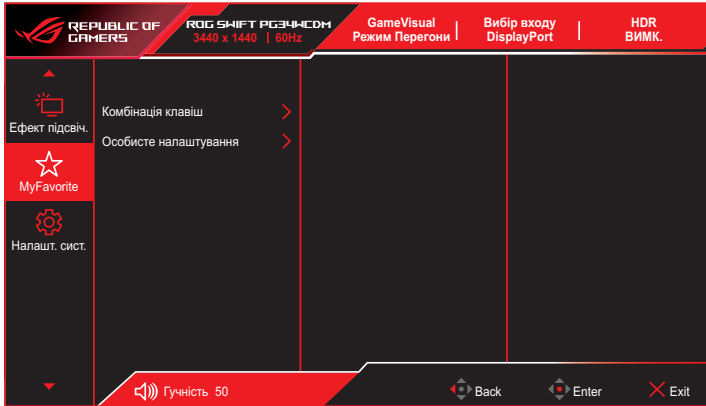 REPUBLIC OF
GAMERS
ROG SWIFT PG34WCDM
3440 x 1440 | 60Hz
GameVisual
Режим Перегони
Вибір входу
DisplayPort
HDR
ВИМК.
Ефект підсвіч.
MyFavorite
Налашт. сист.
Комбінація клавіш
Особисте налаштування
Гучність 50
Back
Enter
Exit